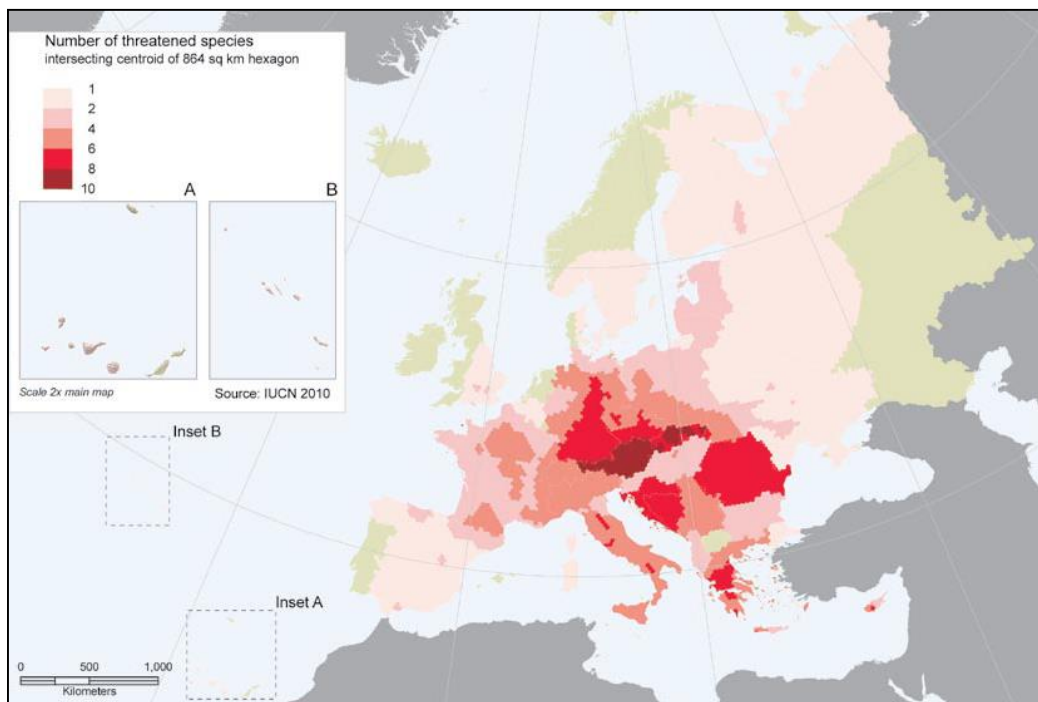 Number of threatened species
intersecting centroid of 864 sq km hexagon
1
2
4
6
8
10
A
B
Scale 2x main map
Source: IUCN 2010
Inset B
Inset A
0 500 1,000
Kilometers